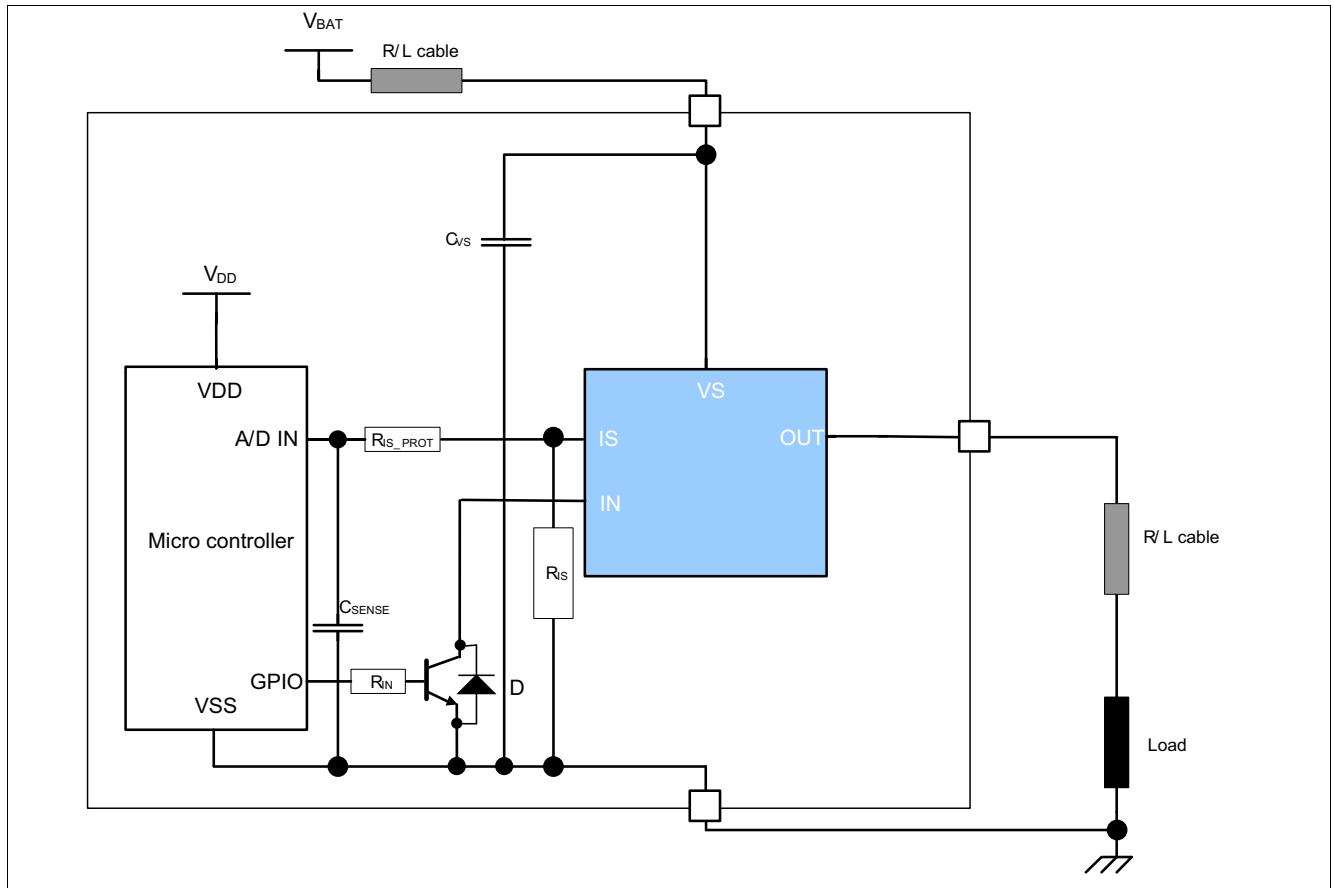 VBAT
R/L cable
CVS
VDD
VDD
VS
A/D IN
RIS_PROT
IS
OUT
IN
Micro controller
R/L cable
RIS
CSENSE
GPIO
RIN
D
VSS
Load